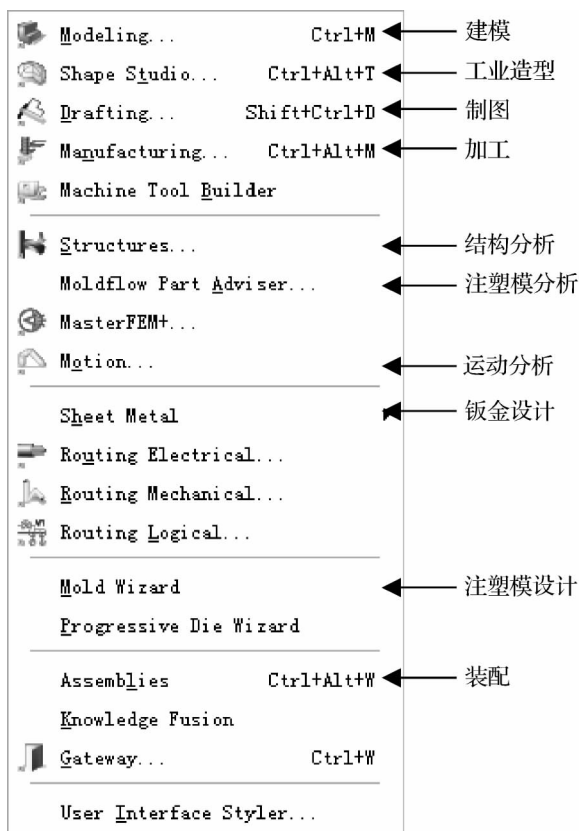 Modeling... Ctrl+M 建模
Shape Studio... Ctrl+Alt+T 工业造型
Drafting... Shift+Ctrl+D 制图
Manufacturing... Ctrl+Alt+M 加工
Machine Tool Builder
Structures... 结构分析
Moldflow Part Adviser... 注塑模分析
MasterFEM+...
Motion... 运动分析
Sheet Metal 钣金设计
Routing Electrical...
Routing Mechanical...
Routing Logical...
Mold Wizard 注塑模设计
Progressive Die Wizard
Assemblies Ctrl+Alt+W 装配
Knowledge Fusion
Gateway... Ctrl+W
User Interface Styler...